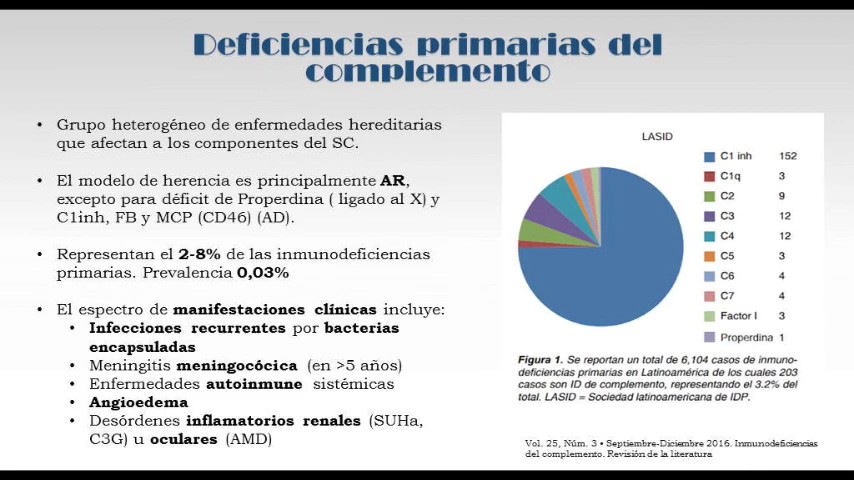 Deficiencias primarias del
complemento
• Grupo heterogéneo de enfermedades hereditarias
que afectan a los componentes del SC.
• El modelo de herencia es principalmente AR,
excepto para déficit de Properdina ( ligado al X) y
C1inh, FB y MCP (CD46) (AD).
• Representan el 2-8% de las inmunodeficiencias
primarias. Prevalencia 0,03%
• El espectro de manifestaciones clínicas incluye:
• Infecciones recurrentes por bacterias
encapsuladas
• Meningitis meningocócica (en >5 años)
• Enfermedades autoinmune sistémicas
• Angioedema
• Desórdenes inflamatorios renales (SUHa,
C3G) u oculares (AMD)
LASID
C1 inh 152
C1q 3
C2 9
C3 12
C4 12
C5 3
C6 4
C7 4
Factor I 3
Properdina 1
Figura 1. Se reportan un total de 6,104 casos de inmuno-
deficiencias primarias en Latinoamérica de los cuales 203
casos son ID de complemento, representando el 3.2% del
total. LASID = Sociedad latinoamericana de IDP.
Vol. 25, Núm. 3 • Septiembre-Diciembre 2016. Inmunodeficiencias
del complemento. Revisión de la literatura